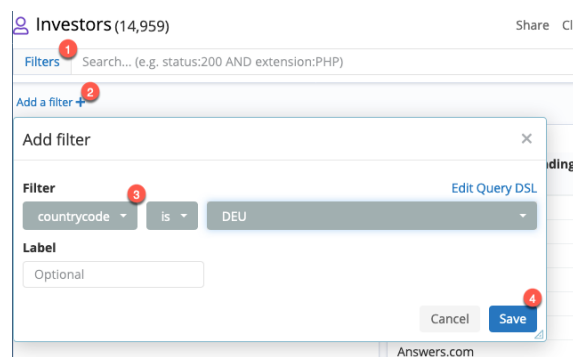 Investors (14,959)
Share Cl
1
Filters Search... (e.g. status:200 AND extension:PHP)
2
Add a filter +
Add filter ×
ding
Filter Edit Query DSL
3
countrycode is DEU
Label
Optional
4
Cancel Save
Answers.com